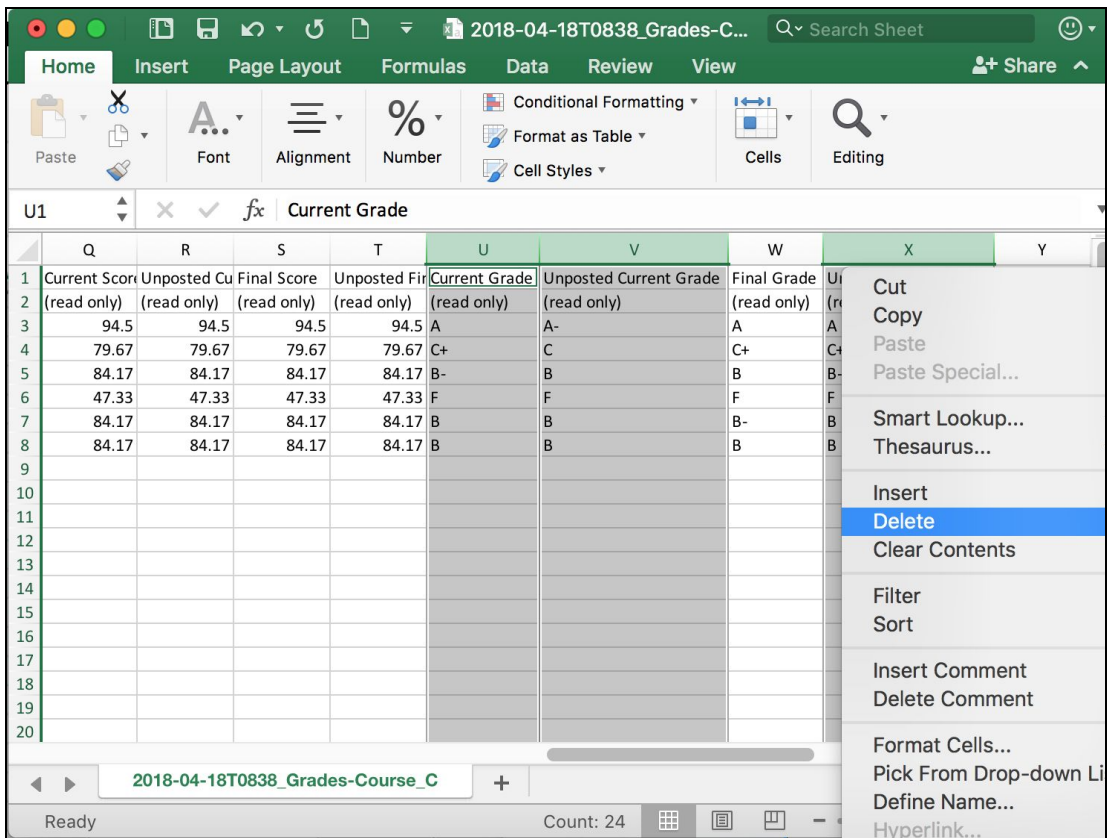 2018-04-18T0838_Grades-C... Search Sheet
Home Insert Page Layout Formulas Data Review View Share
Paste Font Alignment Number Conditional Formatting Format as Table Cell Styles Cells Editing
U1 fx Current Grade
Q R S T U V W X Y
1 Current Scor Unposted Cu Final Score Unposted Fin Current Grade Unposted Current Grade Final Grade
2 (read only) (read only) (read only) (read only) (read only) (read only) (read only)
3 94.5 94.5 94.5 94.5 A A- A A
4 79.67 79.67 79.67 79.67 C+ C C+ C+
5 84.17 84.17 84.17 84.17 B- B B B-
6 47.33 47.33 47.33 47.33 F F F F
7 84.17 84.17 84.17 84.17 B B B- B
8 84.17 84.17 84.17 84.17 B B B B
9
10
11
12
13
14
15
16
17
18
19
20
Cut
Copy
Paste
Paste Special...
Smart Lookup...
Thesaurus...
Insert
Delete
Clear Contents
Filter
Sort
Insert Comment
Delete Comment
Format Cells...
Pick From Drop-down Li
Define Name...
Hyperlink...
2018-04-18T0838_Grades-Course_C +
Ready Count: 24